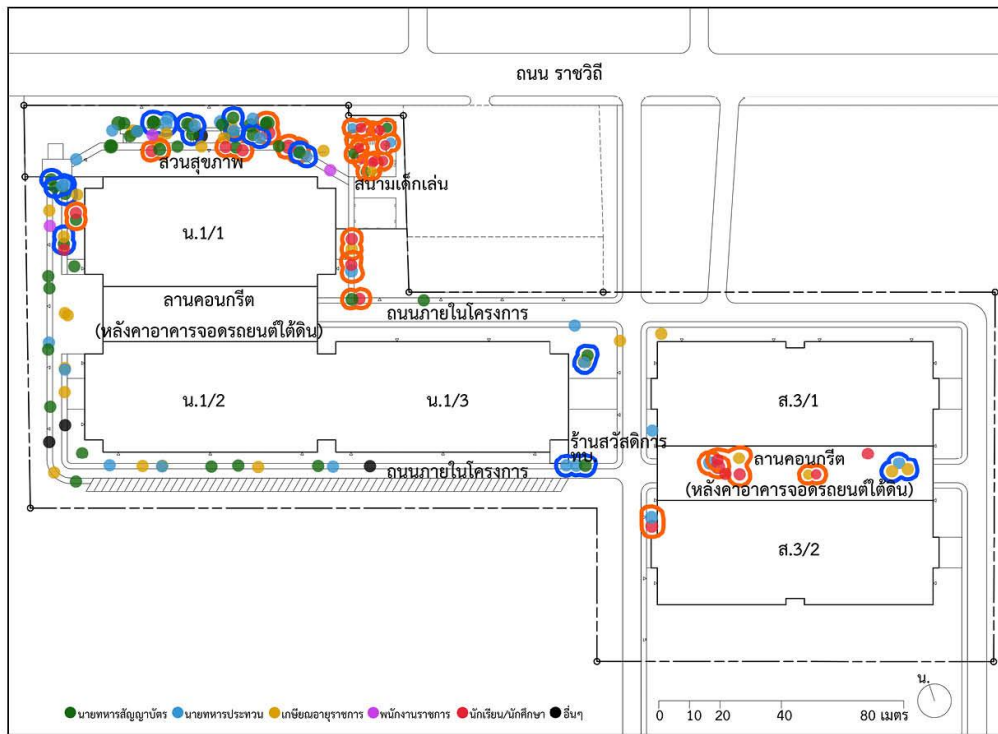 ถนน ราชวิถี
สวนสุขภาพ
สนามเด็กเล่น
น.1/1
ลานคอนกรีต
(หลังคาอาคารจอดรถยนต์ใต้ดิน)
ถนนภายในโครงการ
น.1/2
น.1/3
ส.3/1
ร้านสวัสดิการ
ทบ.
ถนนภายในโครงการ
ลานคอนกรีต
(หลังคาอาคารจอดรถยนต์ใต้ดิน)
ส.3/2
น.
นายทหารสัญญาบัตร นายทหารประทวน เกษียณอายุราชการ พนักงานราชการ นักเรียน/นักศึกษา อื่นๆ
0 10 20 40 80 เมตร